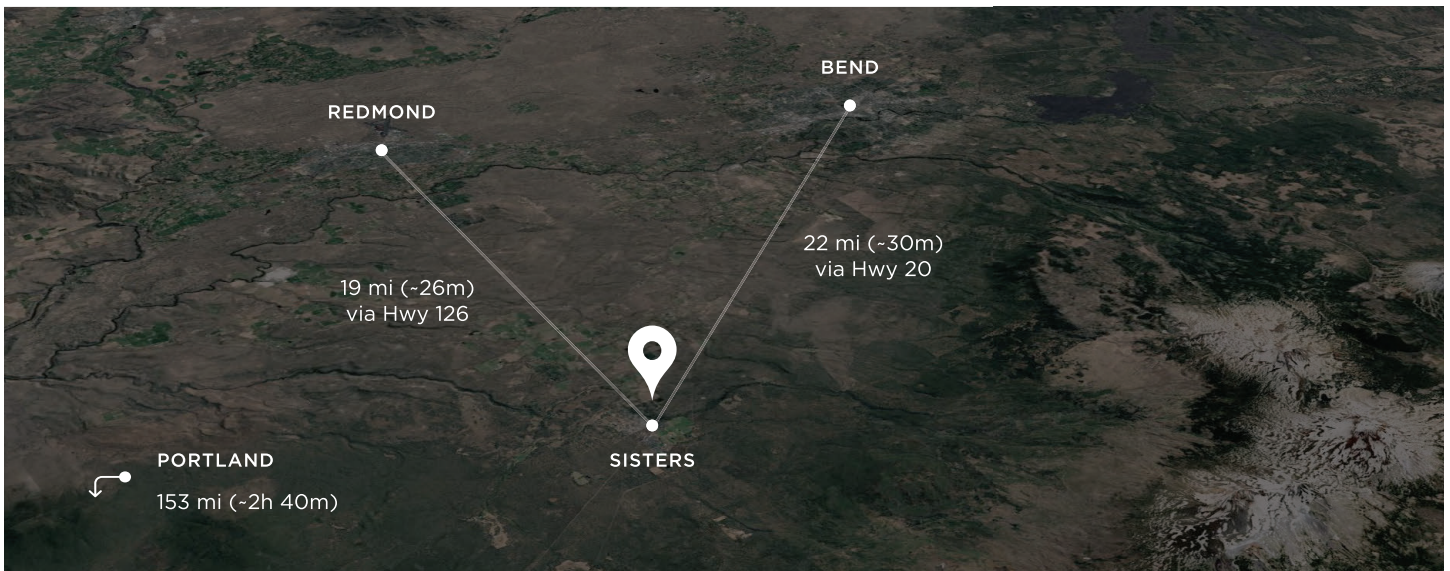 BEND
REDMOND
22 mi (~30m)
via Hwy 20
19 mi (~26m)
via Hwy 126
PORTLAND
153 mi (~2h 40m)
SISTERS